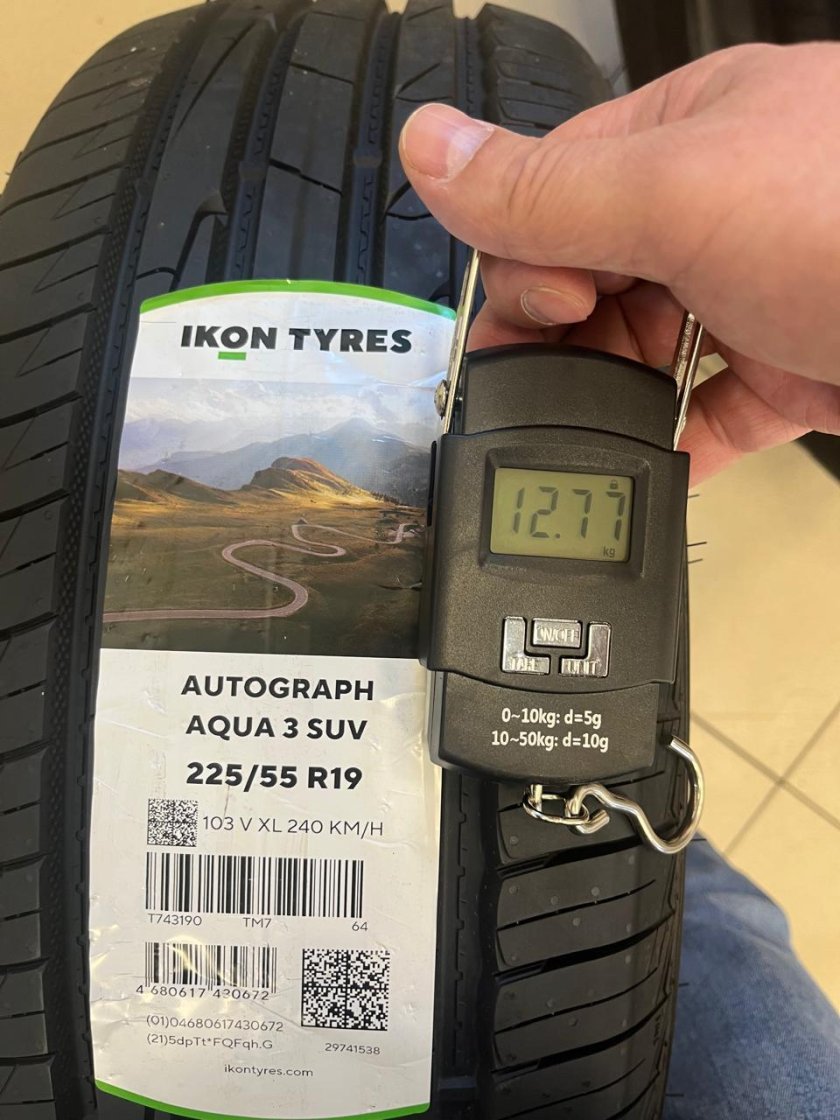 IKON TYRES
12.77
kg
ON/OFF
TARE UNIT
0~10kg: d=5g
10~50kg: d=10g
AUTOGRAPH
AQUA 3 SUV
225/55 R19
103 V XL 240 KM/H
T743190 TM7 64
4 680617 430672
(01)04680617430672
(21)5dpTt*FQFqh.G
29741538
ikontyres.com